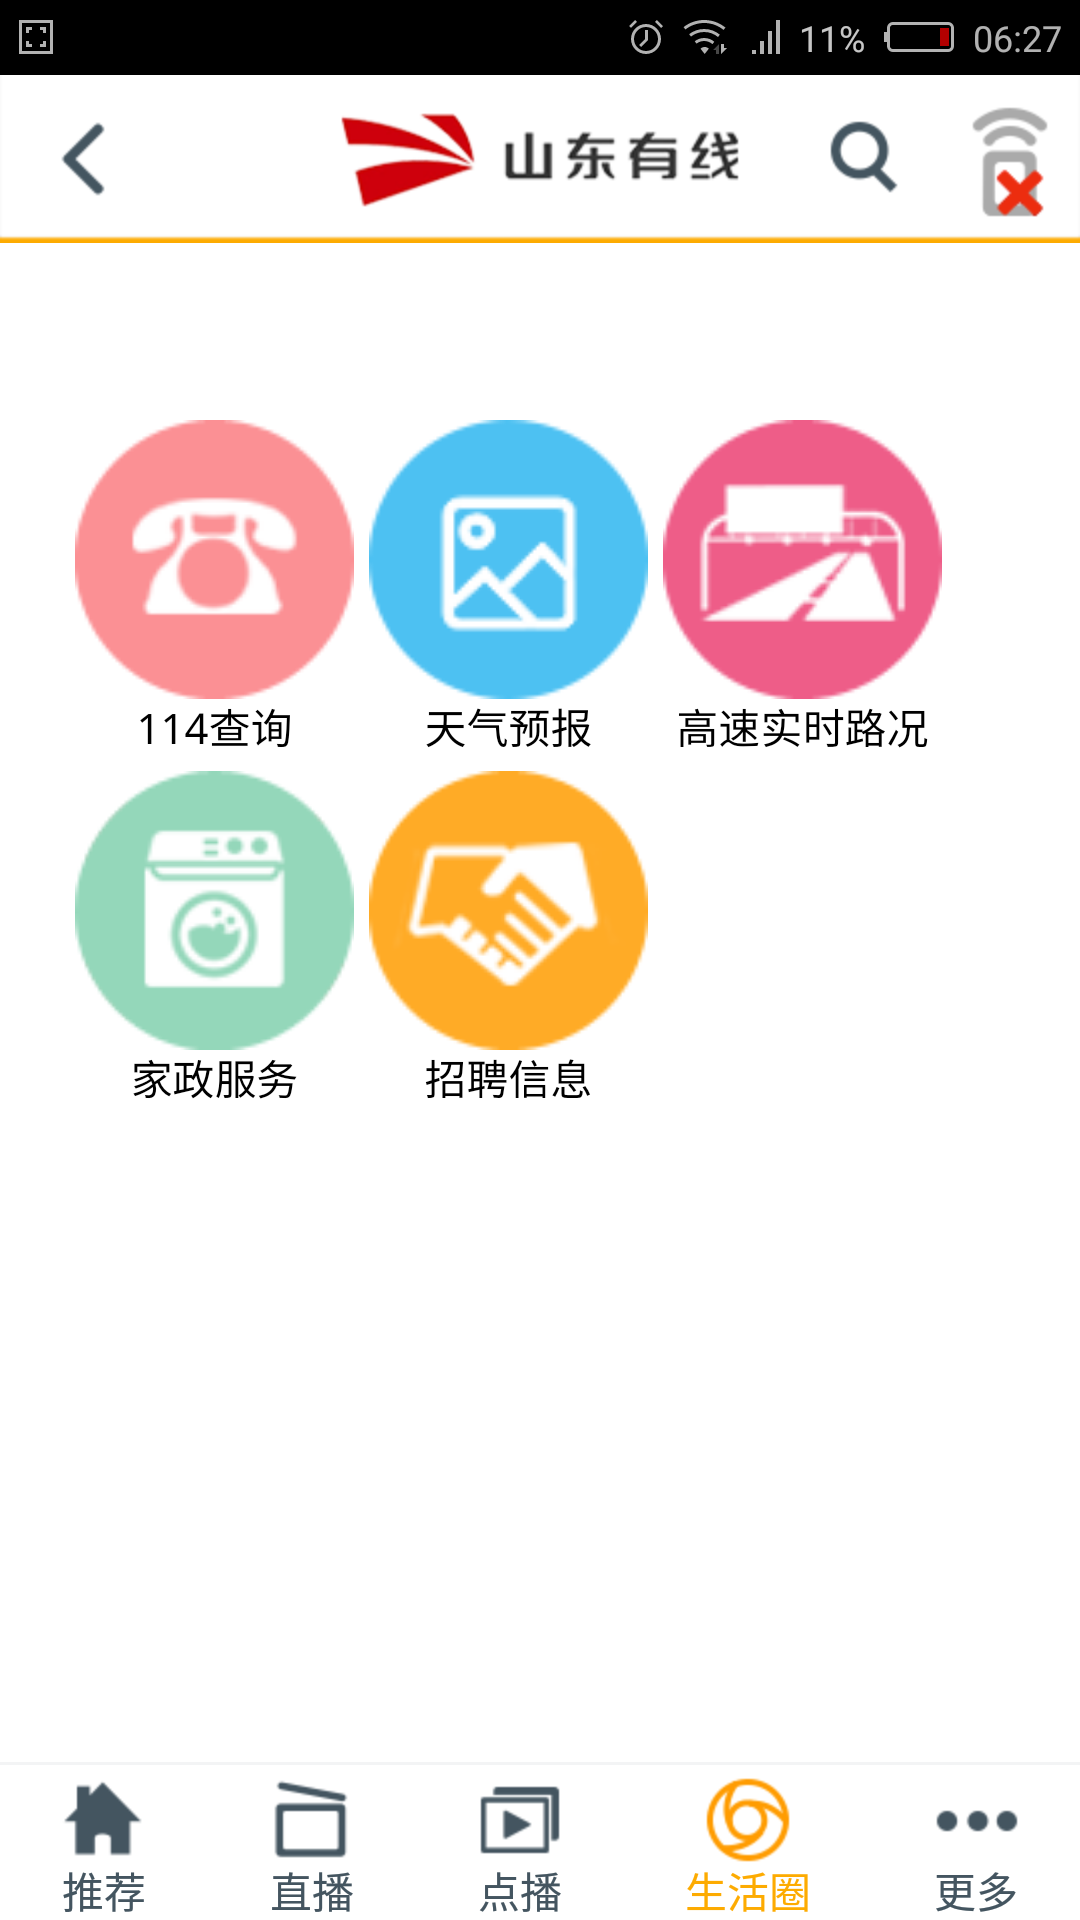 11% 06:27
山东有线
114查询 天气预报 高速实时路况
家政服务 招聘信息
推荐 直播 点播 生活圈 更多